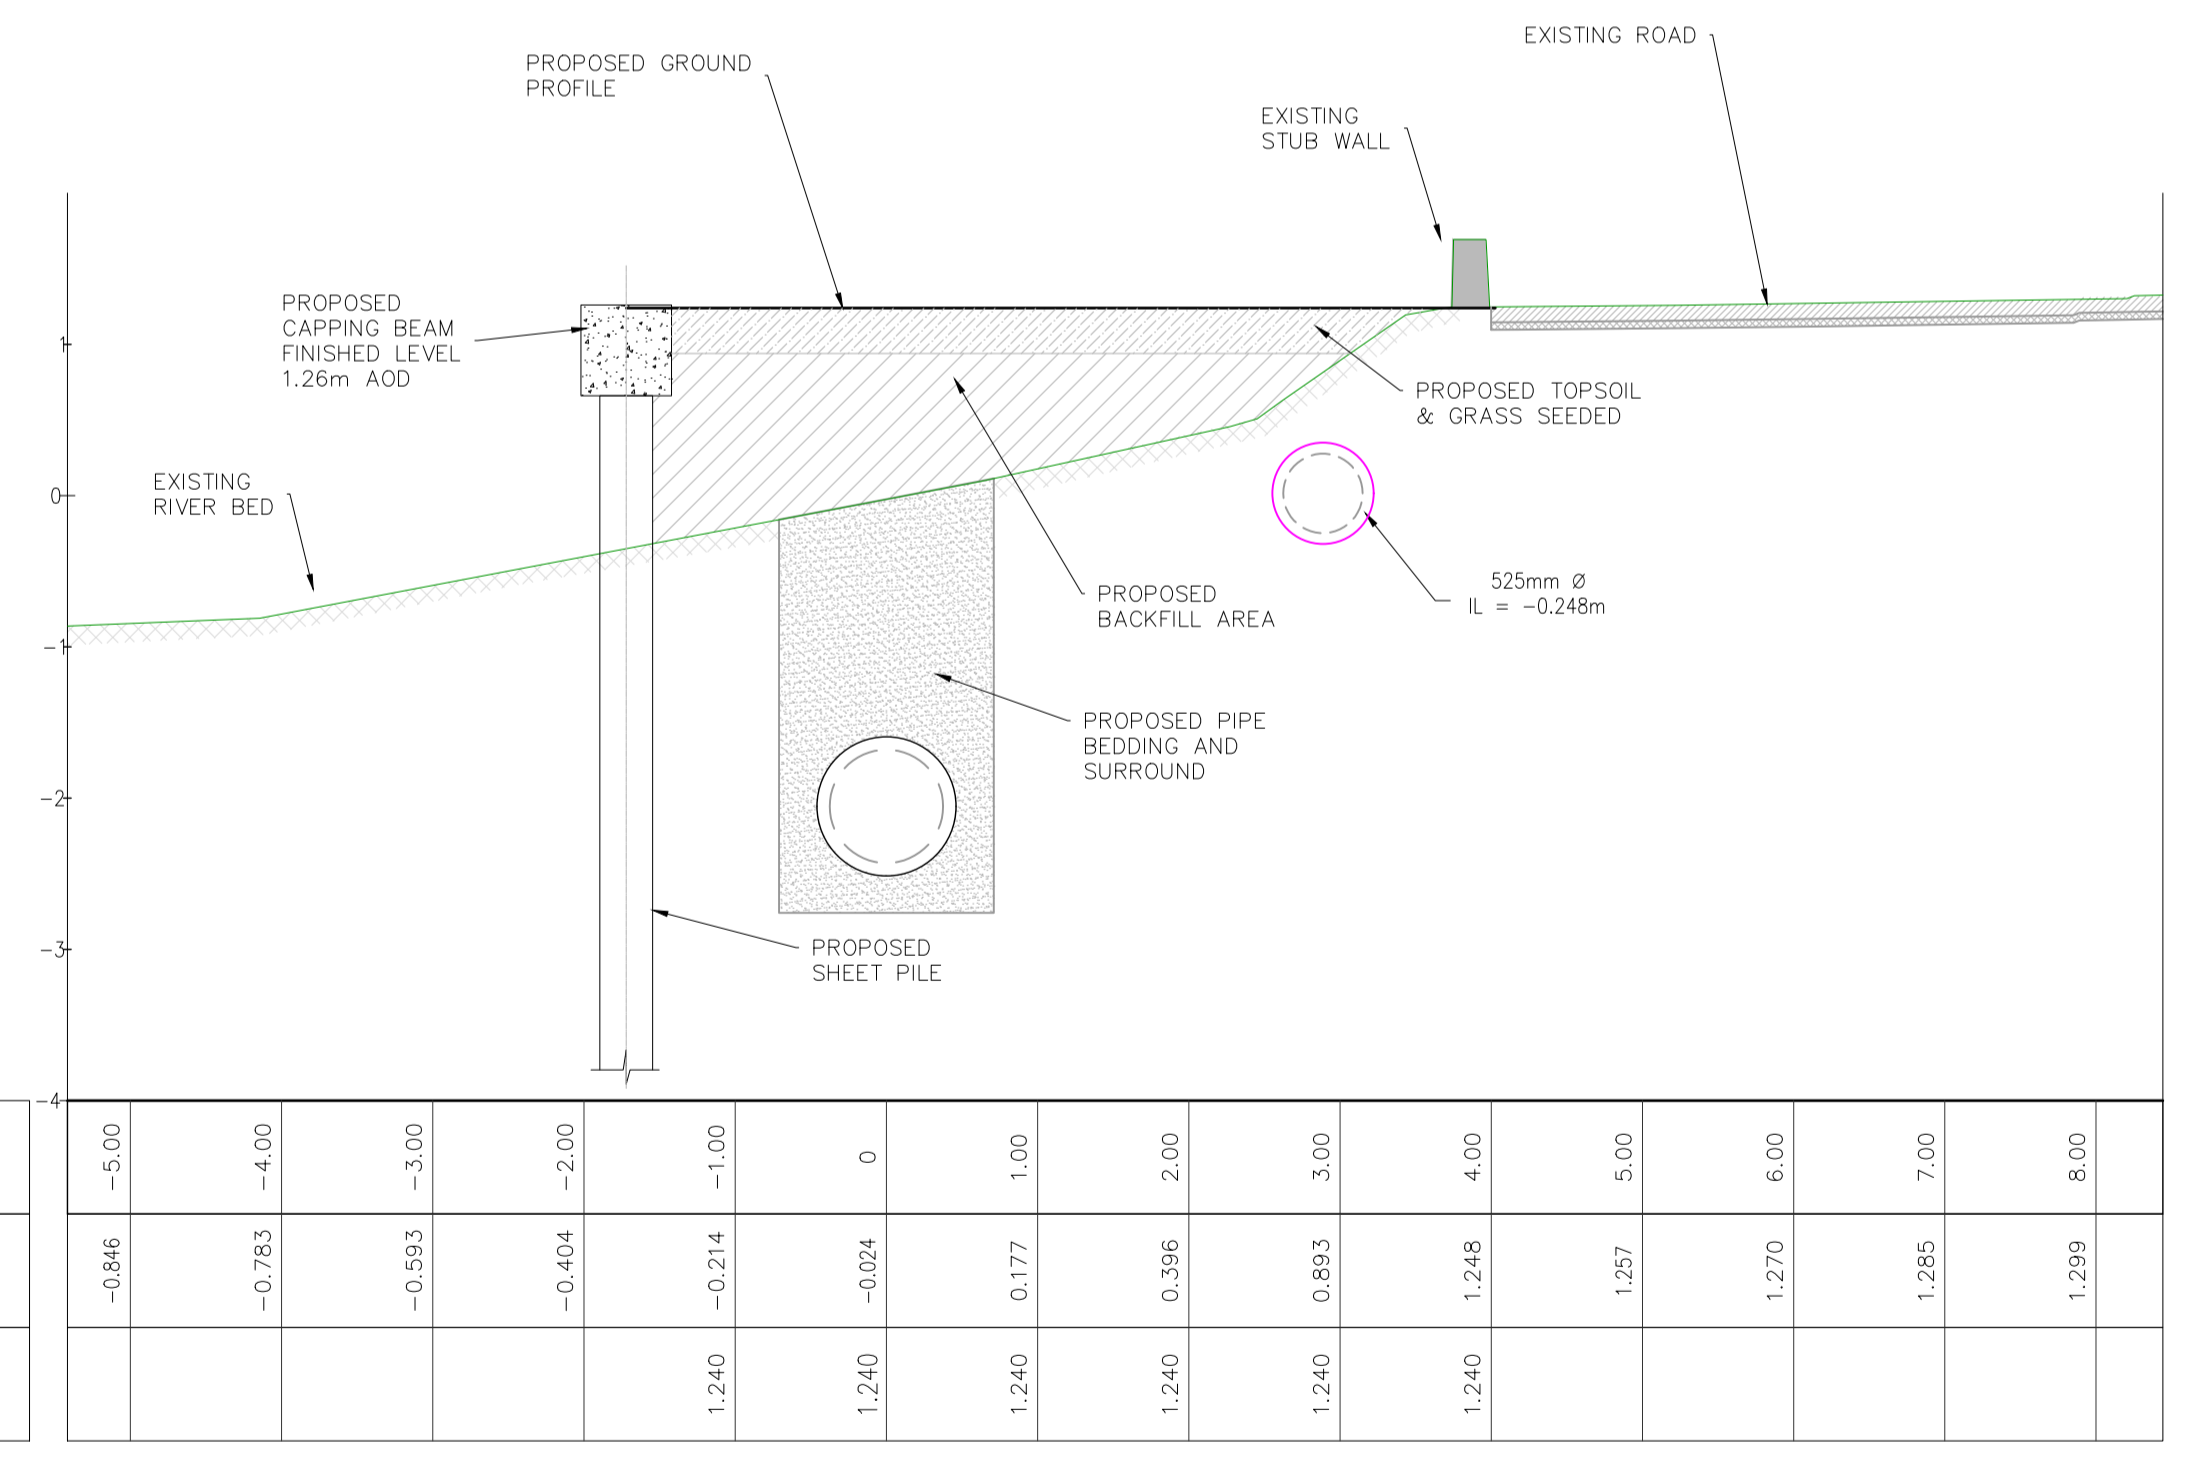 EXISTING ROAD
PROPOSED GROUND
PROFILE
EXISTING
STUB WALL
PROPOSED
CAPPING BEAM
FINISHED LEVEL
1.26m AOD
1
PROPOSED TOPSOIL
& GRASS SEEDED
EXISTING
RIVER BED
0
525mm Ø
IL = -0.248m
PROPOSED
BACKFILL AREA
-1
PROPOSED PIPE
BEDDING AND
SURROUND
-2
PROPOSED
SHEET PILE
-3
-4
-5.00 -4.00 -3.00 -2.00 -1.00 0 1.00 2.00 3.00 4.00 5.00 6.00 7.00 8.00
-0.846 -0.783 -0.593 -0.404 -0.214 -0.024 0.177 0.396 0.893 1.248 1.257 1.270 1.285 1.299
1.240 1.240 1.240 1.240 1.240 1.240